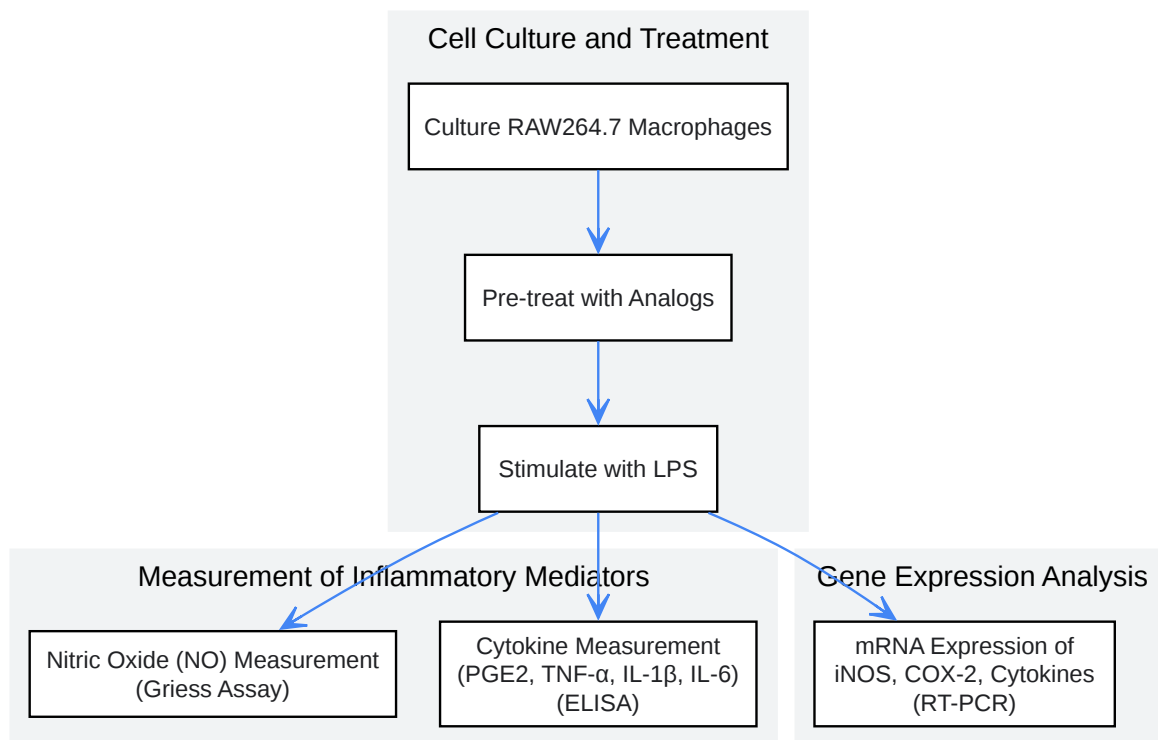 Cell Culture and Treatment
Culture RAW264.7 Macrophages
Pre-treat with Analogs
Stimulate with LPS
Measurement of Inflammatory Mediators
Nitric Oxide (NO) Measurement
(Griess Assay)
Cytokine Measurement
(PGE2, TNF-α, IL-1β, IL-6)
(ELISA)
Gene Expression Analysis
mRNA Expression of
iNOS, COX-2, Cytokines
(RT-PCR)